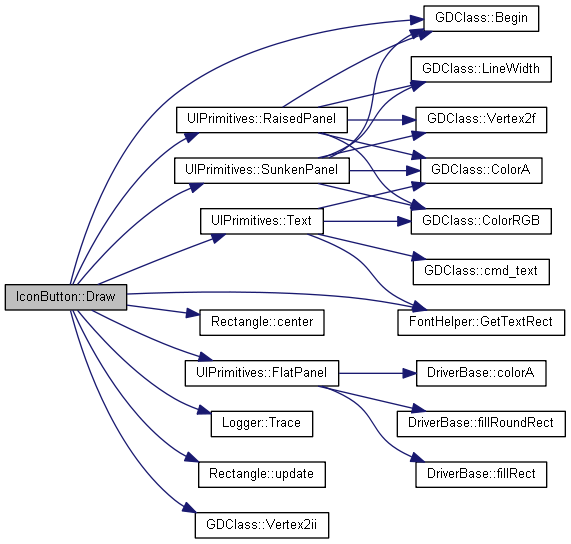 IconButton::Draw
GDClass::Begin
GDClass::LineWidth
UIPrimitives::RaisedPanel
GDClass::Vertex2f
UIPrimitives::SunkenPanel
GDClass::ColorA
UIPrimitives::Text
GDClass::ColorRGB
GDClass::cmd_text
Rectangle::center
FontHelper::GetTextRect
UIPrimitives::FlatPanel
DriverBase::colorA
Logger::Trace
DriverBase::fillRoundRect
Rectangle::update
DriverBase::fillRect
GDClass::Vertex2ii